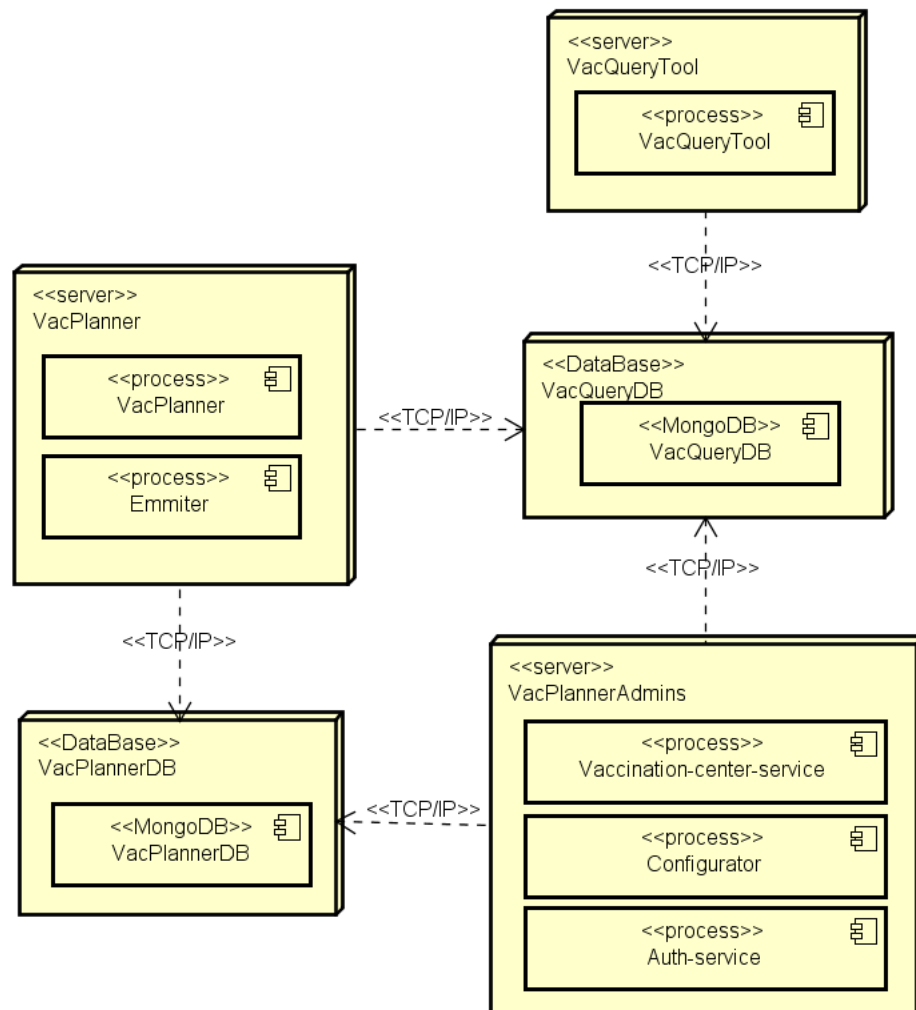 <<server>>
VacQueryTool
<<process>>
VacQueryTool
<<TCP/IP>>
<<server>>
VacPlanner
<<process>>
VacPlanner
<<process>>
Emmiter
<<TCP/IP>>
<<DataBase>>
VacQueryDB
<<MongoDB>>
VacQueryDB
<<TCP/IP>>
<<TCP/IP>>
<<DataBase>>
VacPlannerDB
<<MongoDB>>
VacPlannerDB
<<TCP/IP>>
<<server>>
VacPlannerAdmins
<<process>>
Vaccination-center-service
<<process>>
Configurator
<<process>>
Auth-service